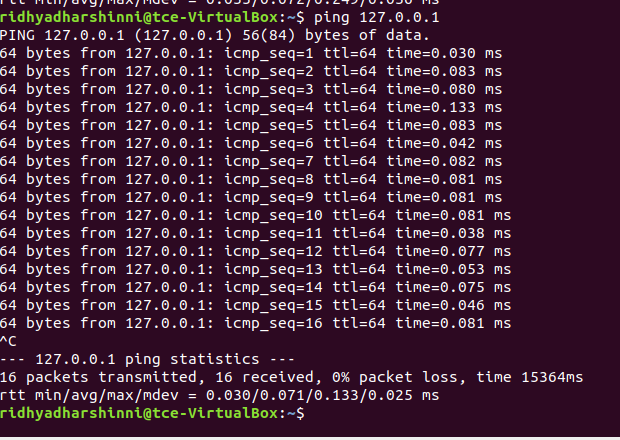 rtt min/avg/max/mdev = 0.033/0.072/0.249/0.050 ms
ridhyadharshinni@tce-VirtualBox:~$ ping 127.0.0.1
PING 127.0.0.1 (127.0.0.1) 56(84) bytes of data.
64 bytes from 127.0.0.1: icmp_seq=1 ttl=64 time=0.030 ms
64 bytes from 127.0.0.1: icmp_seq=2 ttl=64 time=0.083 ms
64 bytes from 127.0.0.1: icmp_seq=3 ttl=64 time=0.080 ms
64 bytes from 127.0.0.1: icmp_seq=4 ttl=64 time=0.133 ms
64 bytes from 127.0.0.1: icmp_seq=5 ttl=64 time=0.083 ms
64 bytes from 127.0.0.1: icmp_seq=6 ttl=64 time=0.042 ms
64 bytes from 127.0.0.1: icmp_seq=7 ttl=64 time=0.082 ms
64 bytes from 127.0.0.1: icmp_seq=8 ttl=64 time=0.081 ms
64 bytes from 127.0.0.1: icmp_seq=9 ttl=64 time=0.081 ms
64 bytes from 127.0.0.1: icmp_seq=10 ttl=64 time=0.081 ms
64 bytes from 127.0.0.1: icmp_seq=11 ttl=64 time=0.038 ms
64 bytes from 127.0.0.1: icmp_seq=12 ttl=64 time=0.077 ms
64 bytes from 127.0.0.1: icmp_seq=13 ttl=64 time=0.053 ms
64 bytes from 127.0.0.1: icmp_seq=14 ttl=64 time=0.075 ms
64 bytes from 127.0.0.1: icmp_seq=15 ttl=64 time=0.046 ms
64 bytes from 127.0.0.1: icmp_seq=16 ttl=64 time=0.081 ms
^C
--- 127.0.0.1 ping statistics ---
16 packets transmitted, 16 received, 0% packet loss, time 15364ms
rtt min/avg/max/mdev = 0.030/0.071/0.133/0.025 ms
ridhyadharshinni@tce-VirtualBox:~$